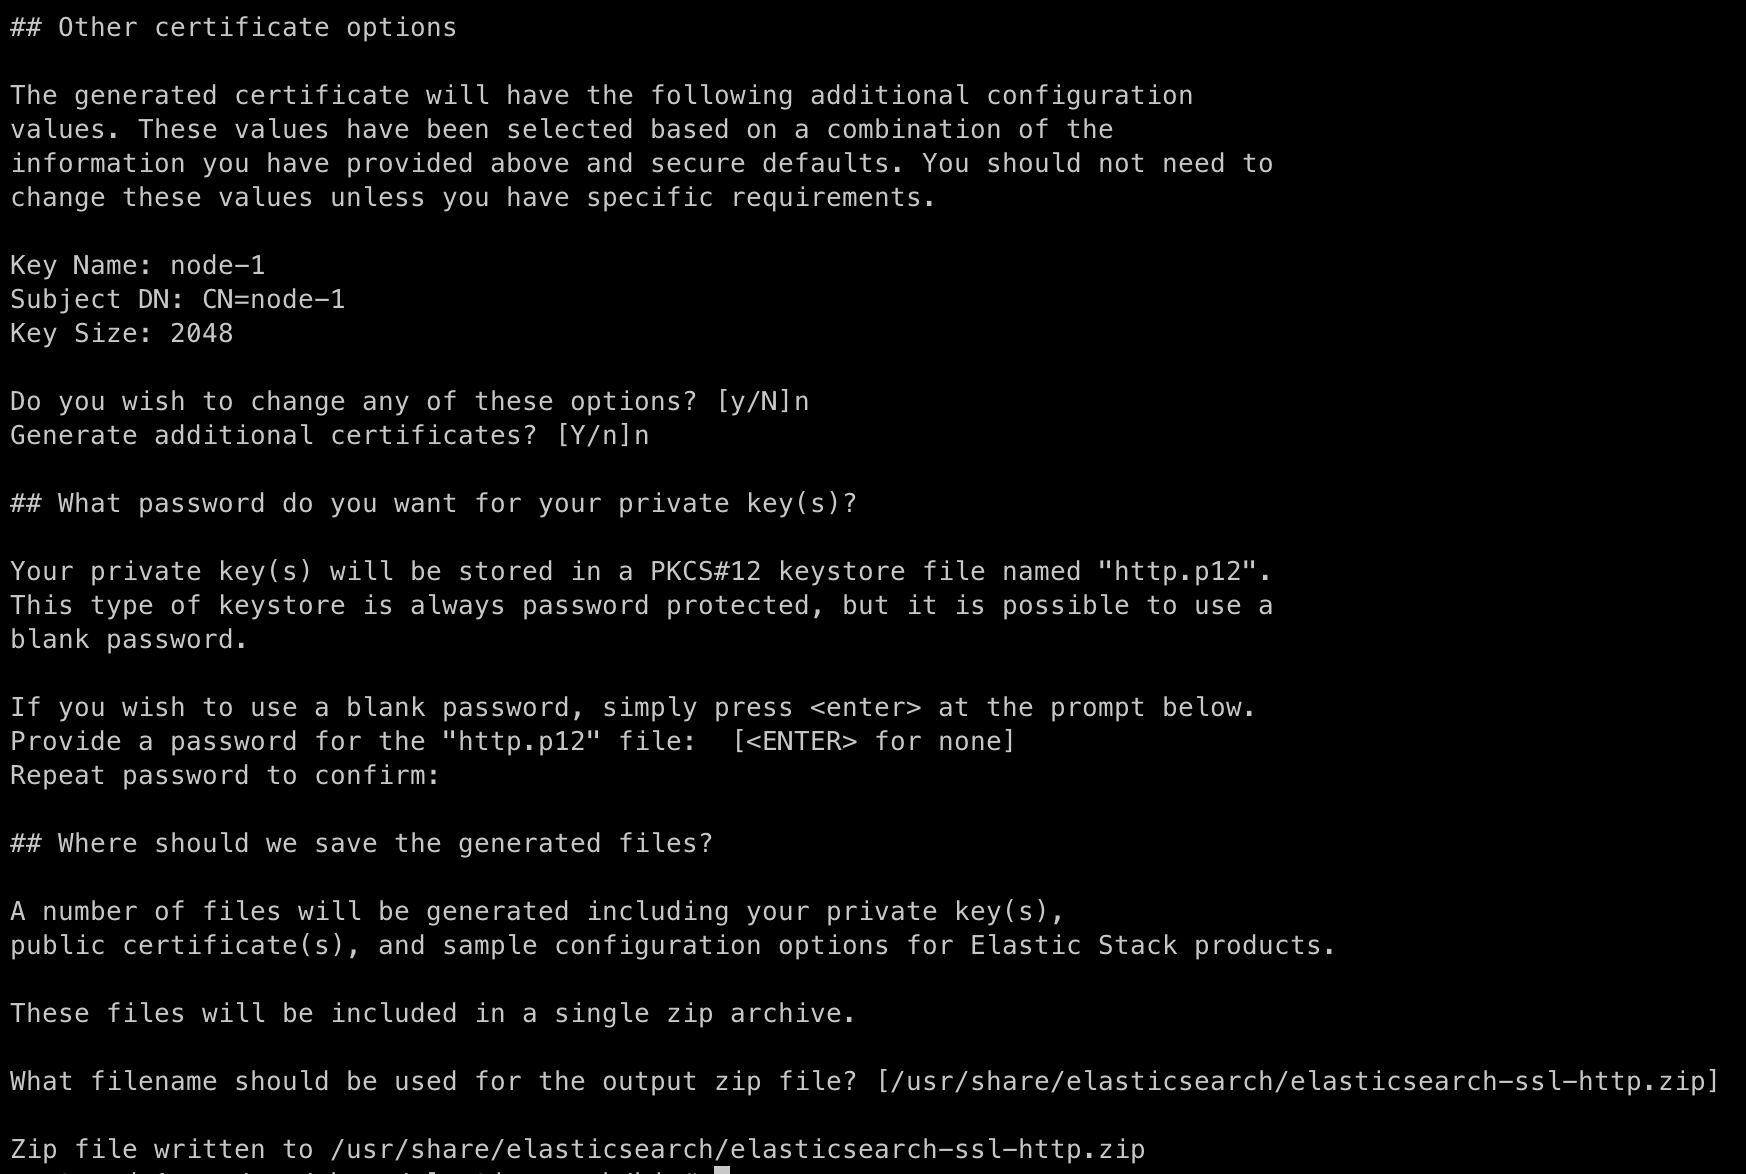 ## Other certificate options
The generated certificate will have the following additional configuration
values. These values have been selected based on a combination of the
information you have provided above and secure defaults. You should not need to
change these values unless you have specific requirements.
Key Name: node-1
Subject DN: CN=node-1
Key Size: 2048
Do you wish to change any of these options? [y/N]n
Generate additional certificates? [Y/n]n
## What password do you want for your private key(s)?
Your private key(s) will be stored in a PKCS#12 keystore file named "http.p12".
This type of keystore is always password protected, but it is possible to use a
blank password.
If you wish to use a blank password, simply press <enter> at the prompt below.
Provide a password for the "http.p12" file:  [<ENTER> for none]
Repeat password to confirm:
## Where should we save the generated files?
A number of files will be generated including your private key(s),
public certificate(s), and sample configuration options for Elastic Stack products.
These files will be included in a single zip archive.
What filename should be used for the output zip file? [/usr/share/elasticsearch/elasticsearch-ssl-http.zip]
Zip file written to /usr/share/elasticsearch/elasticsearch-ssl-http.zip